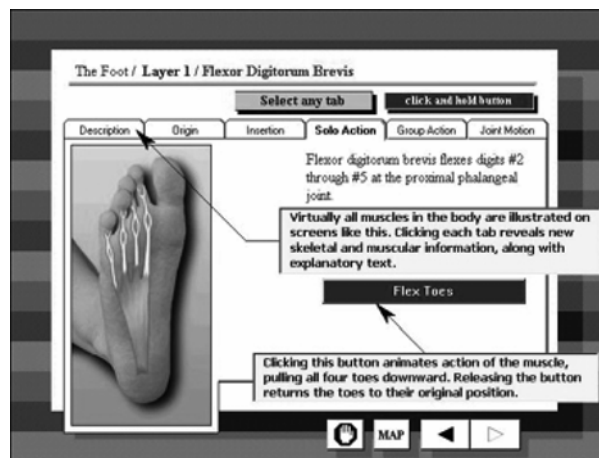 The Foot / Layer 1 / Flexor Digitorum Brevis
Select any tab
click and hold button
Description
Origin
Insertion
Solo Action
Group Action
Joint Motion
Flexor digitorum brevis flexes digits #2
through #5 at the proximal phalangeal
joint.
Virtually all muscles in the body are illustrated on
screens like this. Clicking each tab reveals new
skeletal and muscular information, along with
explanatory text.
Flex Toes
Clicking this button animates action of the muscle,
pulling all four toes downward. Releasing the button
returns the toes to their original position.
MAP